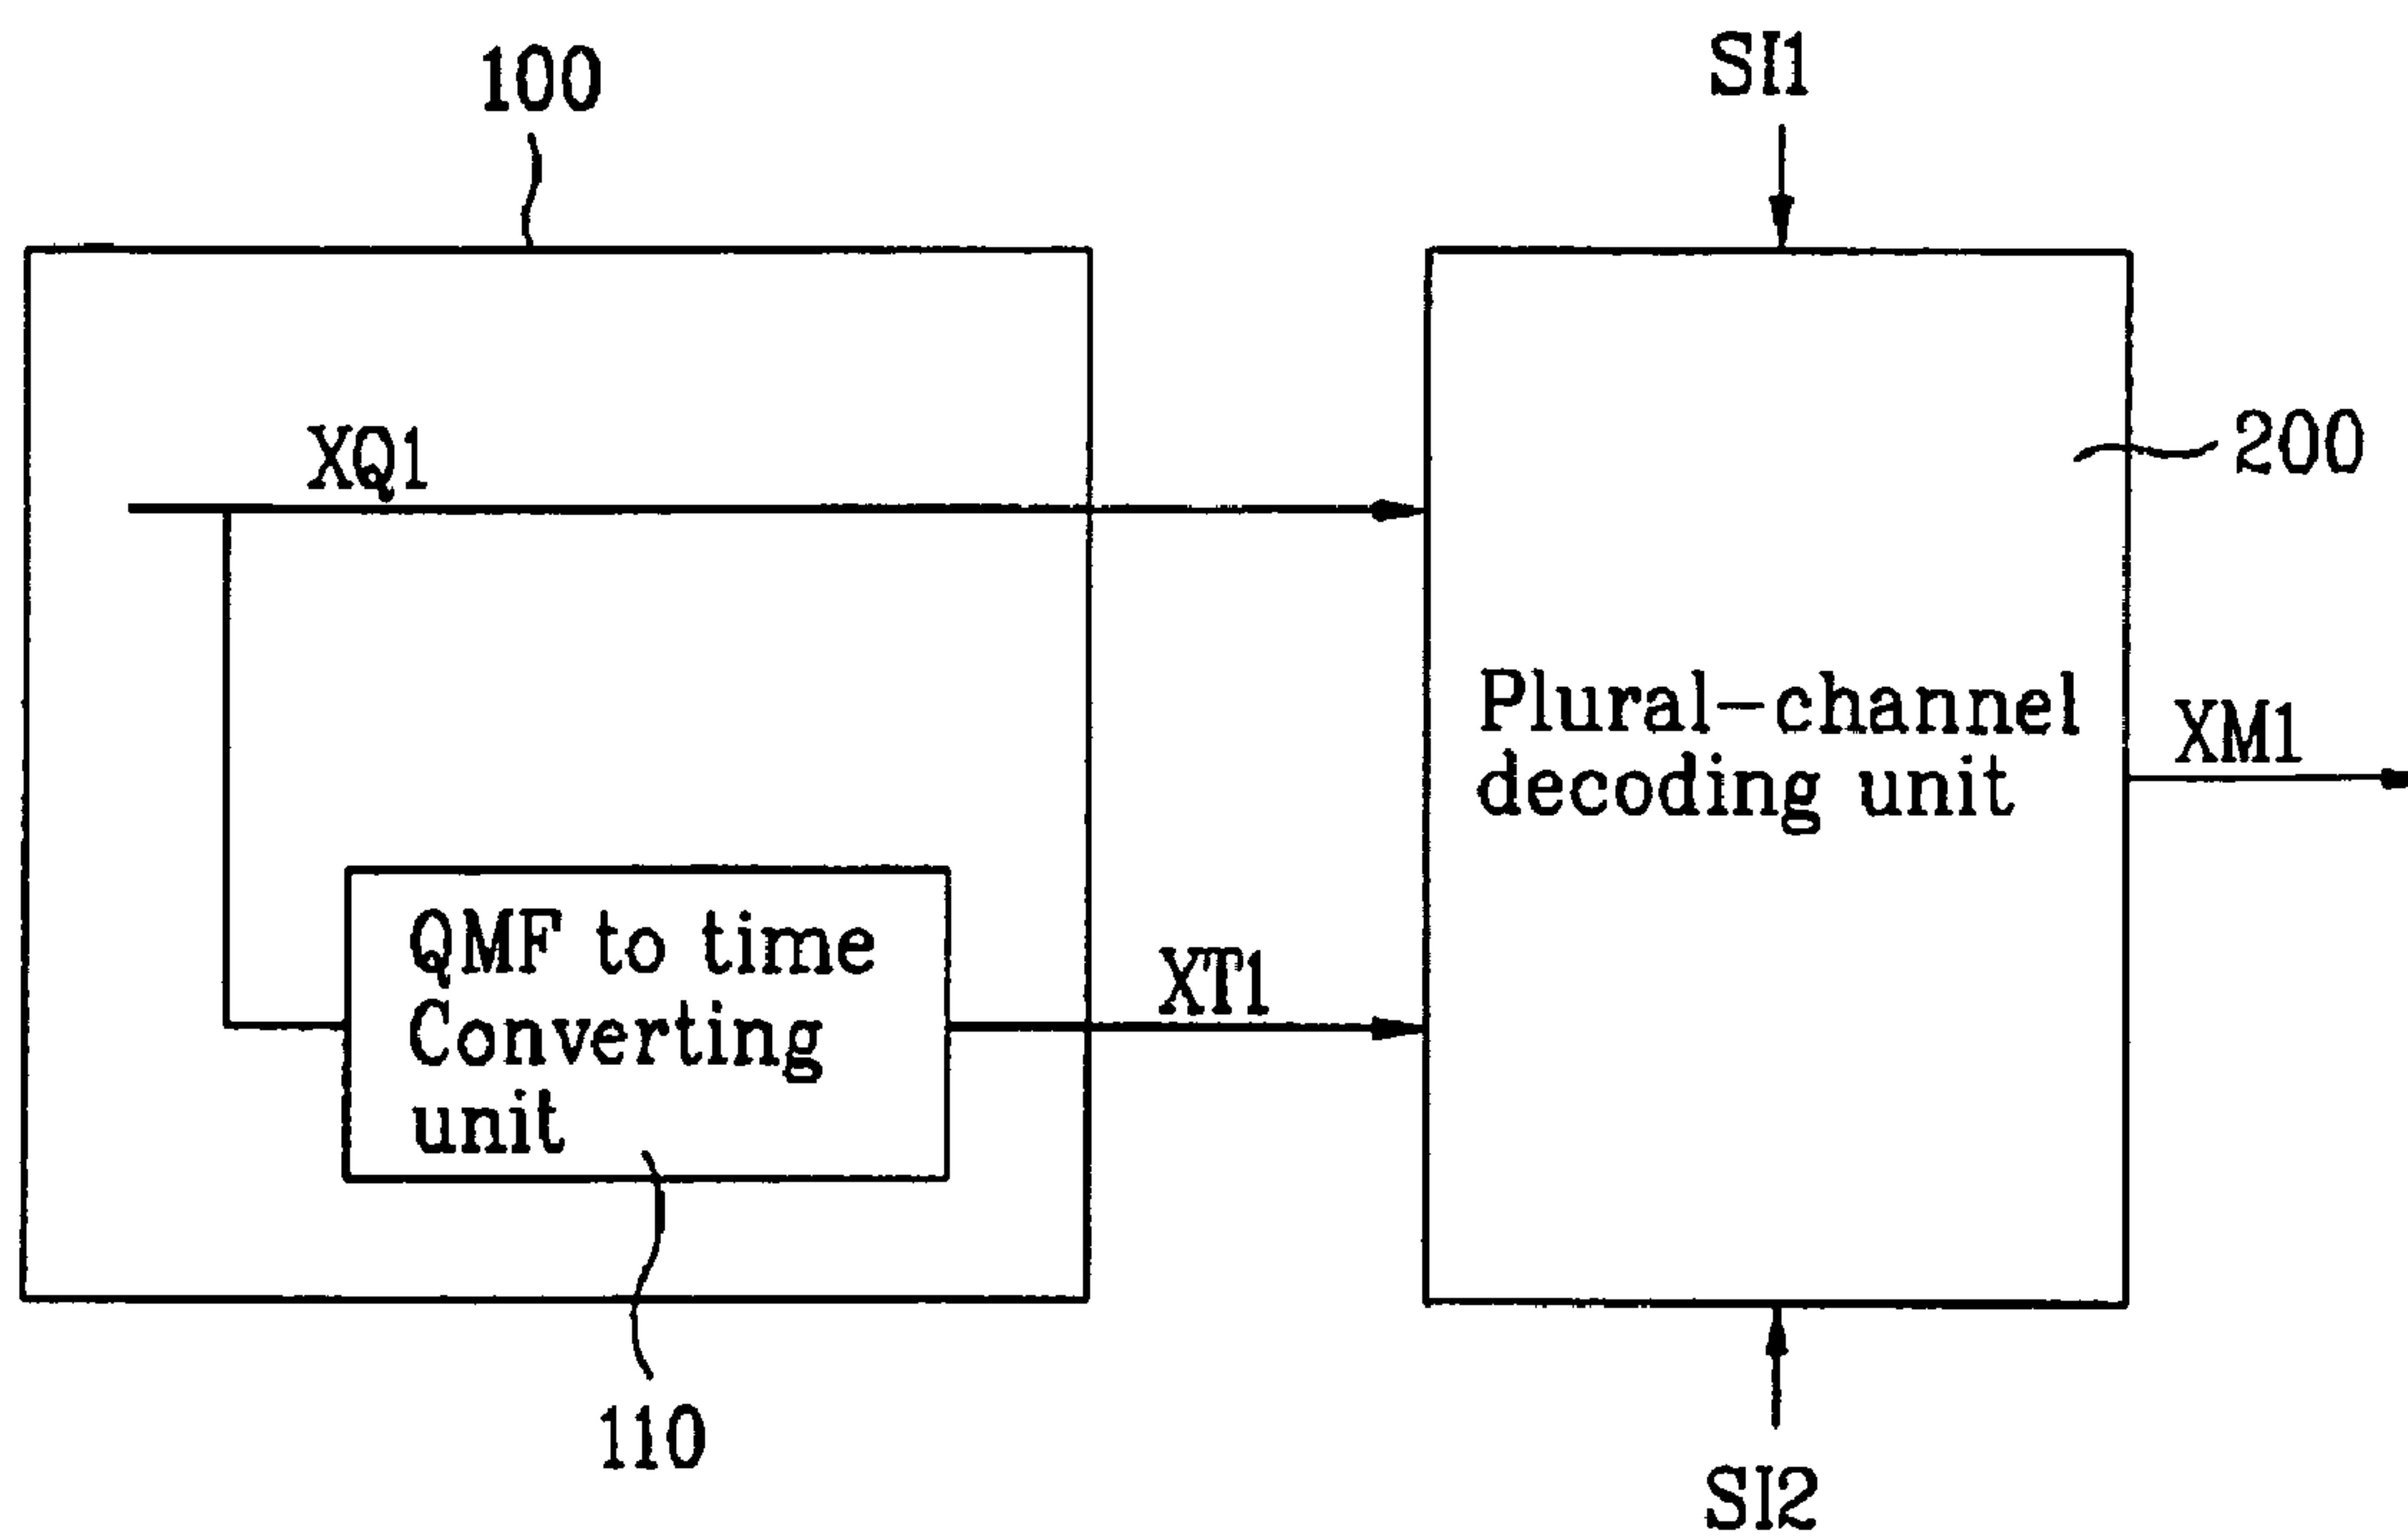 100
SI1
XQ1
200
Plural-channel
decoding unit
XM1
QMF to time
Converting
unit
XT1
110
SI2